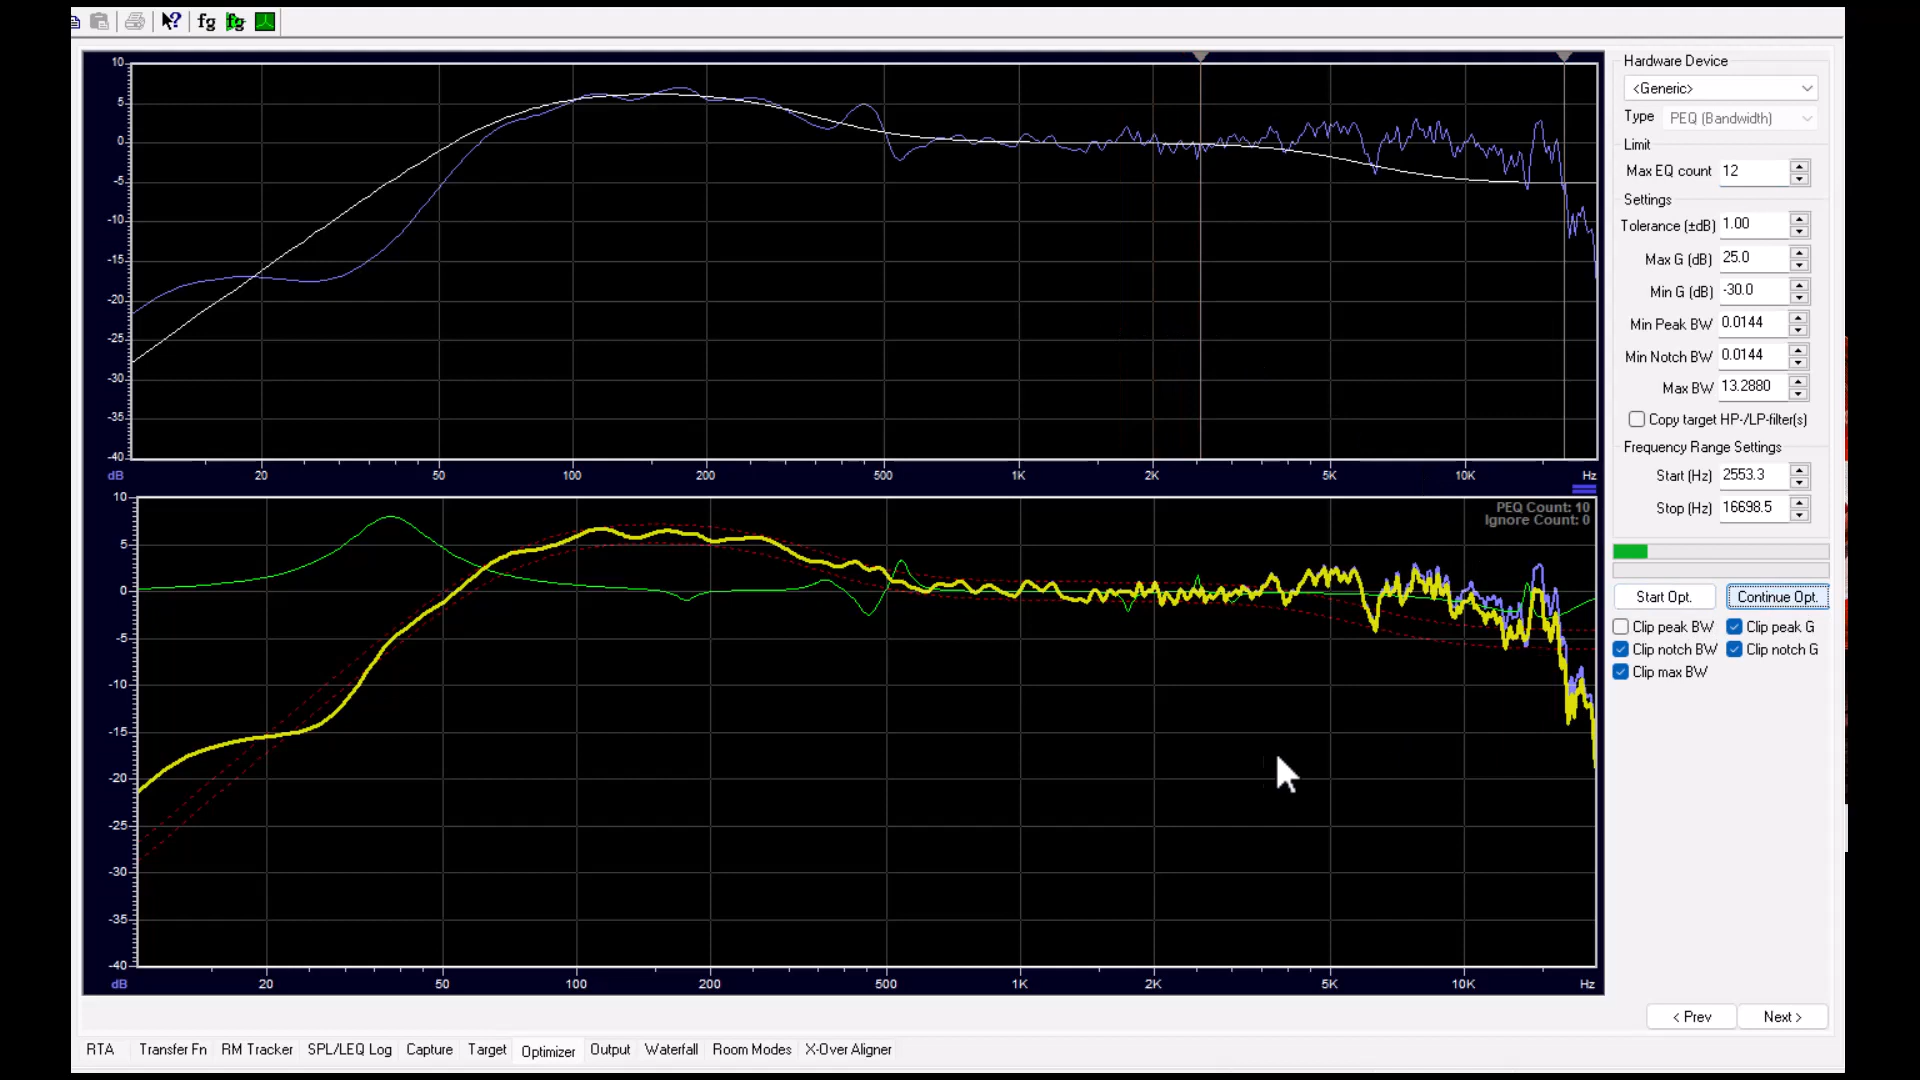 fg fg
10
5
0
-5
-10
-15
-20
-25
-30
-35
-40
dB 20 50 100 200 500 1K 2K 5K 10K Hz
PEQ Count: 10
Ignore Count: 0
10
5
0
-5
-10
-15
-20
-25
-30
-35
-40
dB 20 50 100 200 500 1K 2K 5K 10K Hz
Hardware Device
<Generic>
Type PEQ (Bandwidth)
Limit
Max EQ count 12
Settings
Tolerance (±dB) 1.00
Max G (dB) 25.0
Min G (dB) -30.0
Min Peak BW 0.0144
Min Notch BW 0.0144
Max BW 13.2880
Copy target HP-/LP-filter(s)
Frequency Range Settings
Start (Hz) 2553.3
Stop (Hz) 16698.5
Start Opt. Continue Opt.
Clip peak BW Clip peak G
Clip notch BW Clip notch G
Clip max BW
< Prev Next >
RTA Transfer Fn RM Tracker SPL/LEQ Log Capture Target Optimizer Output Waterfall Room Modes X-Over Aligner